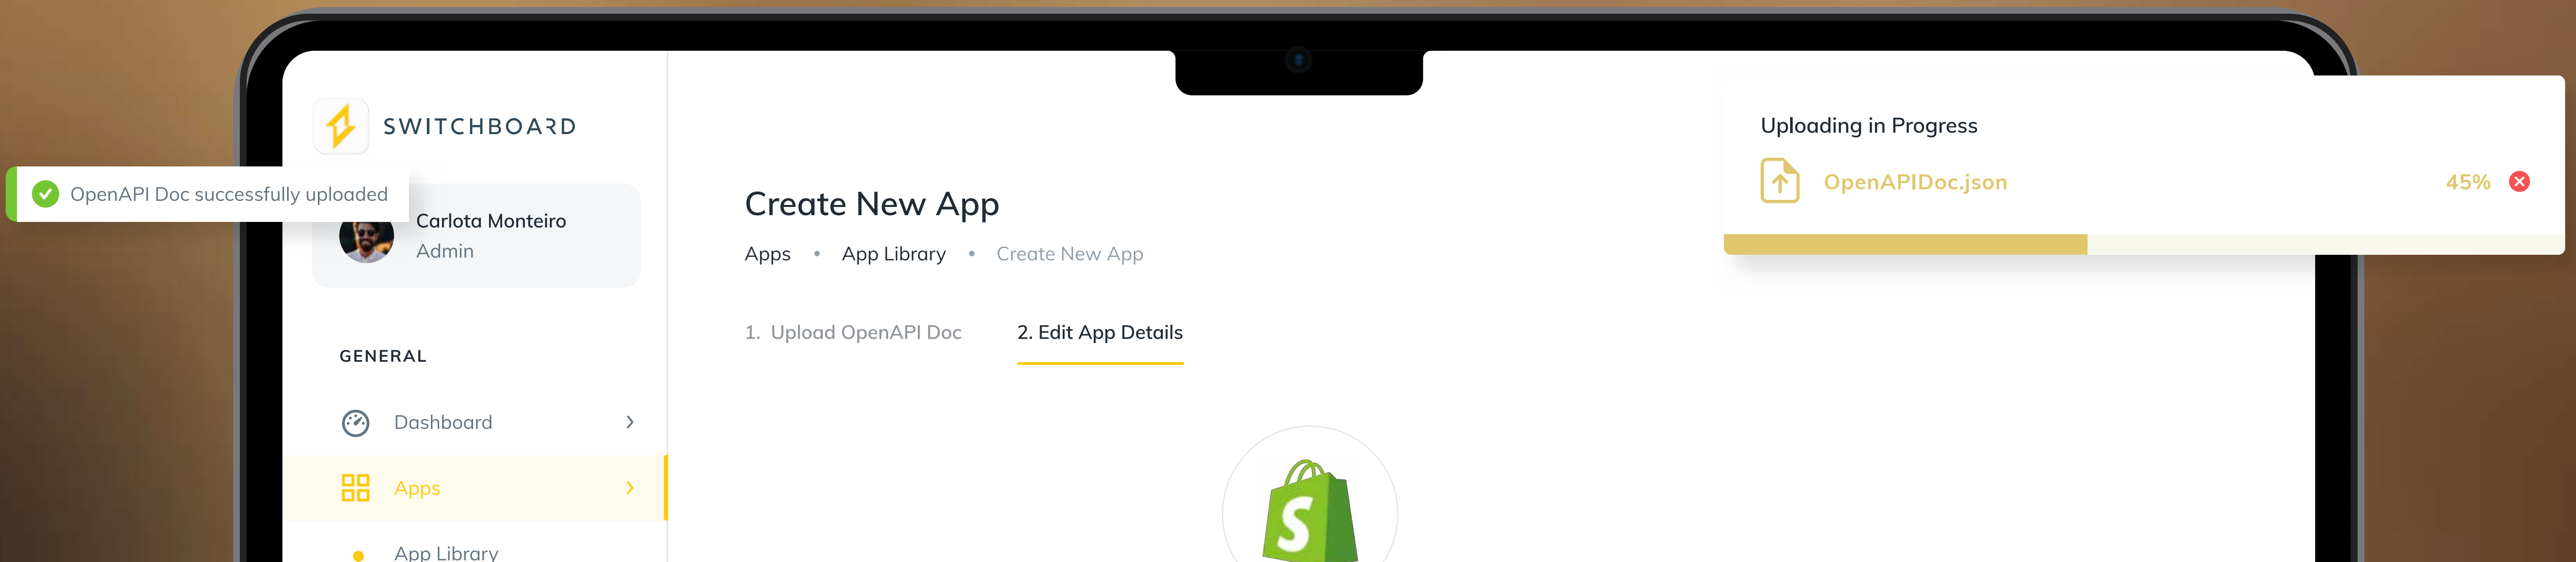 SWITCHBOARD
OpenAPI Doc successfully uploaded
Carlota Monteiro
Admin
GENERAL
Dashboard
Apps
App Library
Create New App
Apps • App Library • Create New App
1. Upload OpenAPI Doc 2. Edit App Details
S
Uploading in Progress
OpenAPIDoc.json 45%